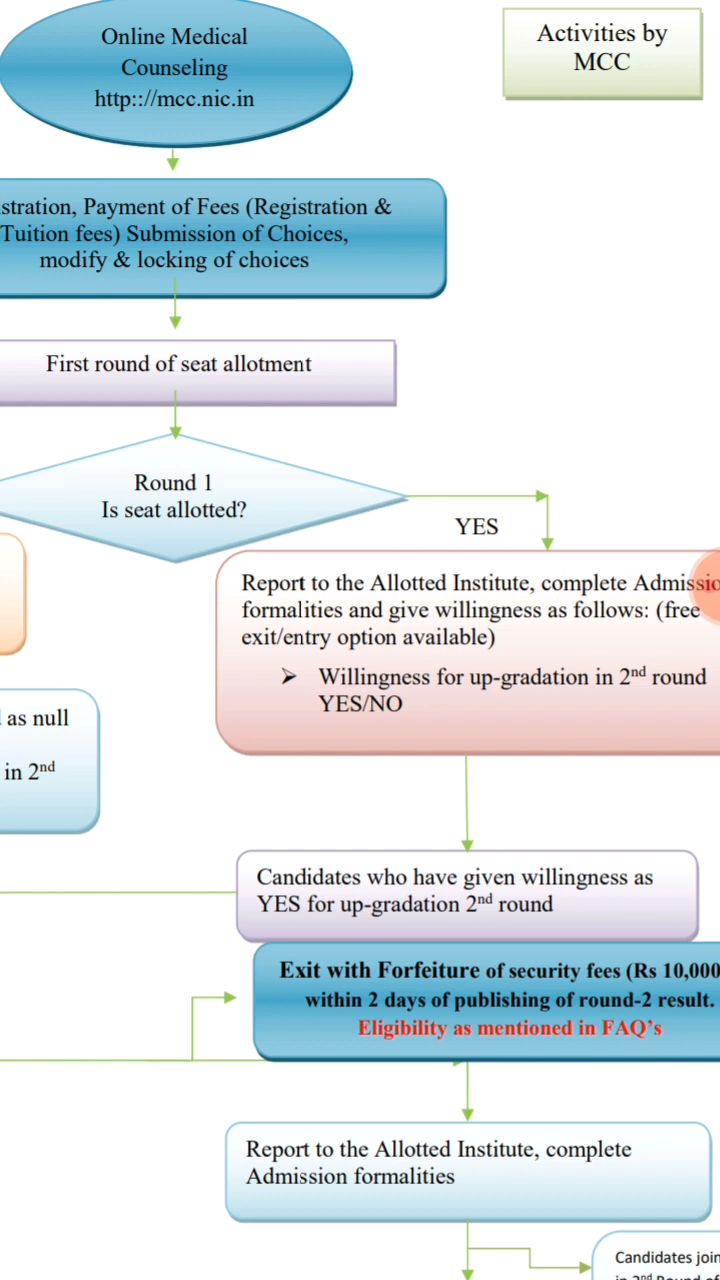 Online Medical
Counseling
http:://mcc.nic.in
Activities by
MCC
stration, Payment of Fees (Registration &
Tuition fees) Submission of Choices,
modify & locking of choices
First round of seat allotment
Round 1
Is seat allotted?
YES
Report to the Allotted Institute, complete Admissio
formalities and give willingness as follows: (free
exit/entry option available)
➤ Willingness for up-gradation in 2nd round
YES/NO
as null
in 2nd
Candidates who have given willingness as
YES for up-gradation 2nd round
Exit with Forfeiture of security fees (Rs 10,000
within 2 days of publishing of round-2 result.
Eligibility as mentioned in FAQ’s
Report to the Allotted Institute, complete
Admission formalities
Candidates join
in 2nd Round of